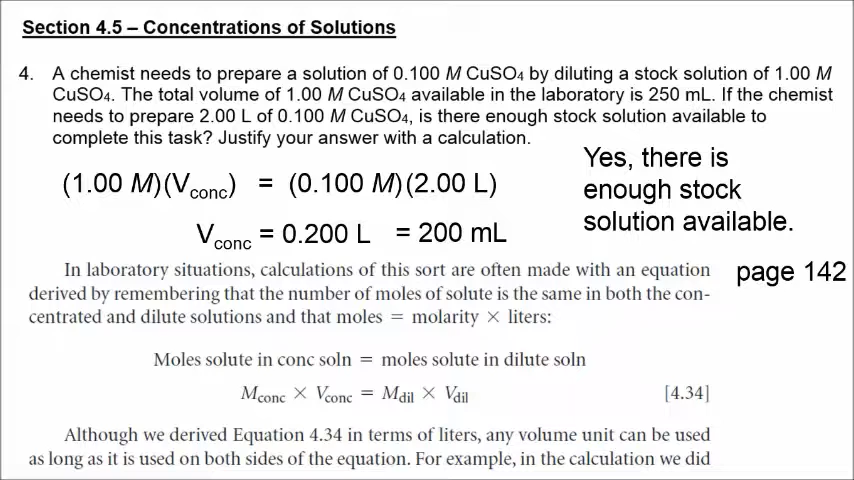 Section 4.5 – Concentrations of Solutions
4. A chemist needs to prepare a solution of 0.100 M CuSO4 by diluting a stock solution of 1.00 M
CuSO4. The total volume of 1.00 M CuSO4 available in the laboratory is 250 mL. If the chemist
needs to prepare 2.00 L of 0.100 M CuSO4, is there enough stock solution available to
complete this task? Justify your answer with a calculation.
(1.00 M)(Vconc) = (0.100 M)(2.00 L)
Vconc = 0.200 L = 200 mL
Yes, there is
enough stock
solution available.
In laboratory situations, calculations of this sort are often made with an equation
derived by remembering that the number of moles of solute is the same in both the con-
centrated and dilute solutions and that moles = molarity × liters:
page 142
Moles solute in conc soln = moles solute in dilute soln
Mconc × Vconc = Mdil × Vdil [4.34]
Although we derived Equation 4.34 in terms of liters, any volume unit can be used
as long as it is used on both sides of the equation. For example, in the calculation we did